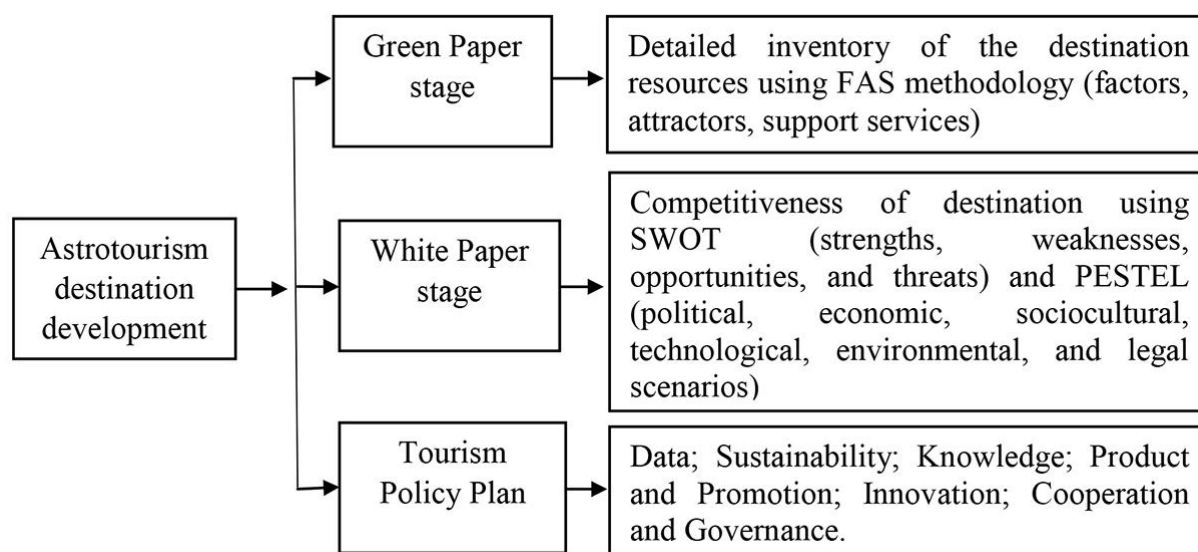 Astrotourism
destination
development
Green Paper
stage
Detailed inventory of the destination
resources using FAS methodology (factors,
attractors, support services)
White Paper
stage
Competitiveness of destination using
SWOT (strengths, weaknesses,
opportunities, and threats) and PESTEL
(political, economic, sociocultural,
technological, environmental, and legal
scenarios)
Tourism
Policy Plan
Data; Sustainability; Knowledge; Product
and Promotion; Innovation; Cooperation
and Governance.